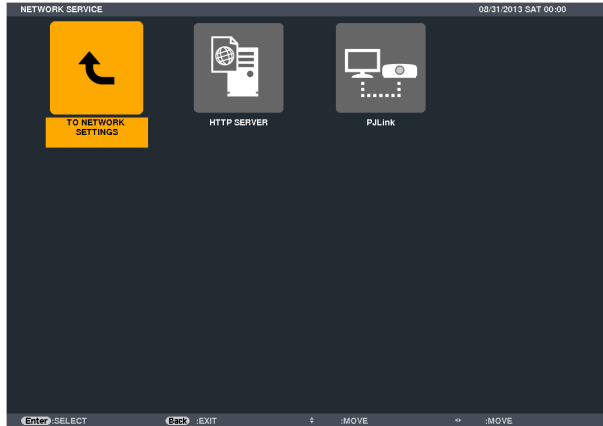 NETWORK SERVICE 08/31/2013 SAT 00:00
TO NETWORK
SETTINGS
HTTP SERVER
PJLink
Enter :SELECT Back :EXIT :MOVE :MOVE